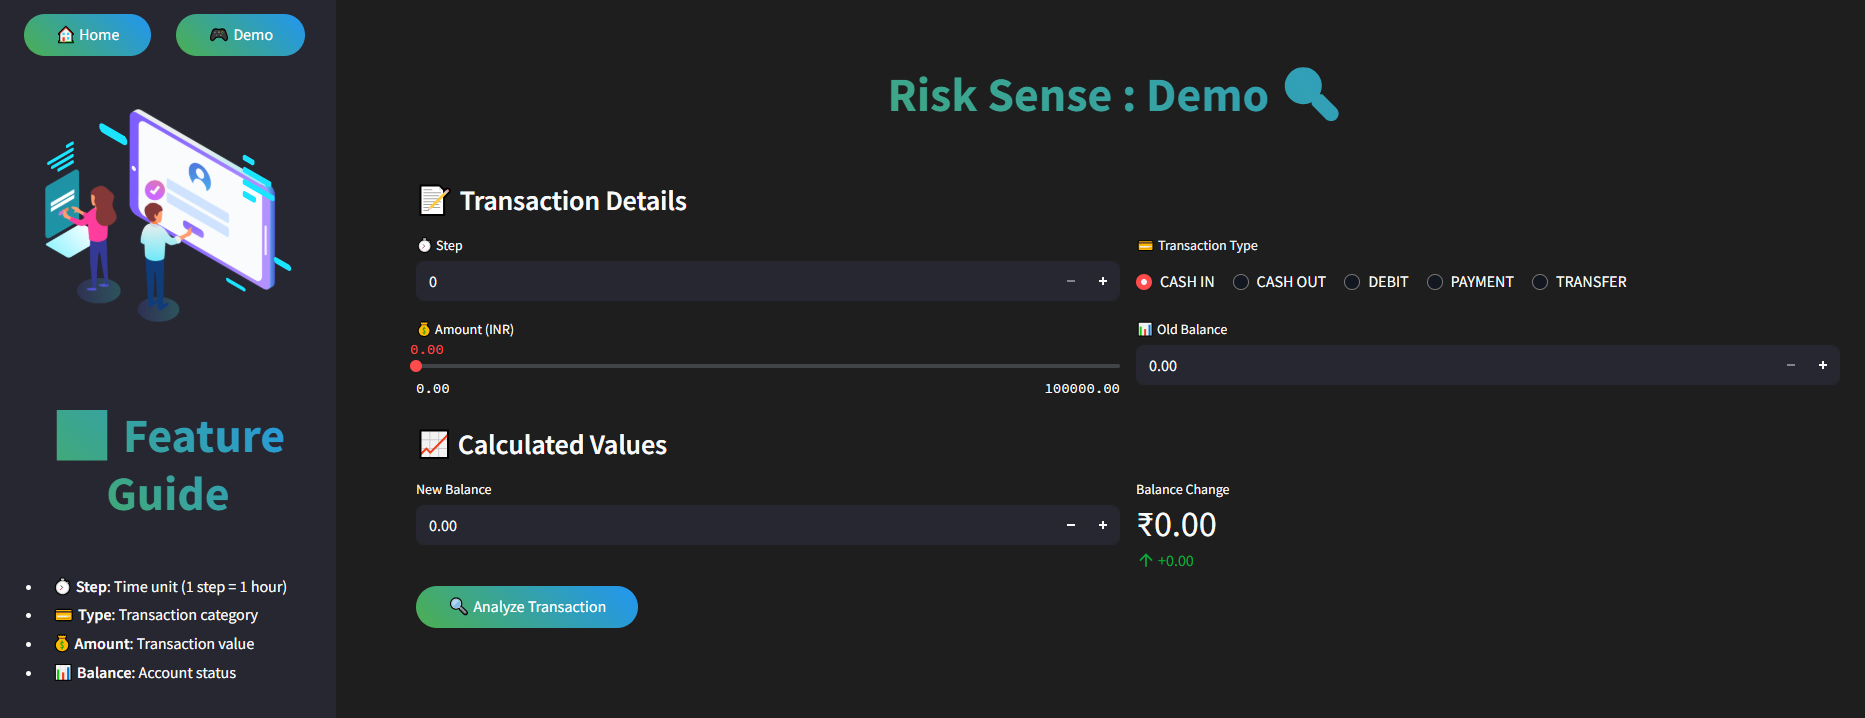 🏠 Home
🎮 Demo
Feature
Guide
• ⏱️ Step: Time unit (1 step = 1 hour)
• 💳 Type: Transaction category
• 💰 Amount: Transaction value
• 📊 Balance: Account status
Risk Sense : Demo 🔍
📝 Transaction Details
⏱️ Step
0
💳 Transaction Type
CASH IN CASH OUT DEBIT PAYMENT TRANSFER
💰 Amount (INR)
0.00
0.00 100000.00
📊 Old Balance
0.00
📈 Calculated Values
New Balance
0.00
Balance Change
₹0.00
↑ +0.00
🔍 Analyze Transaction